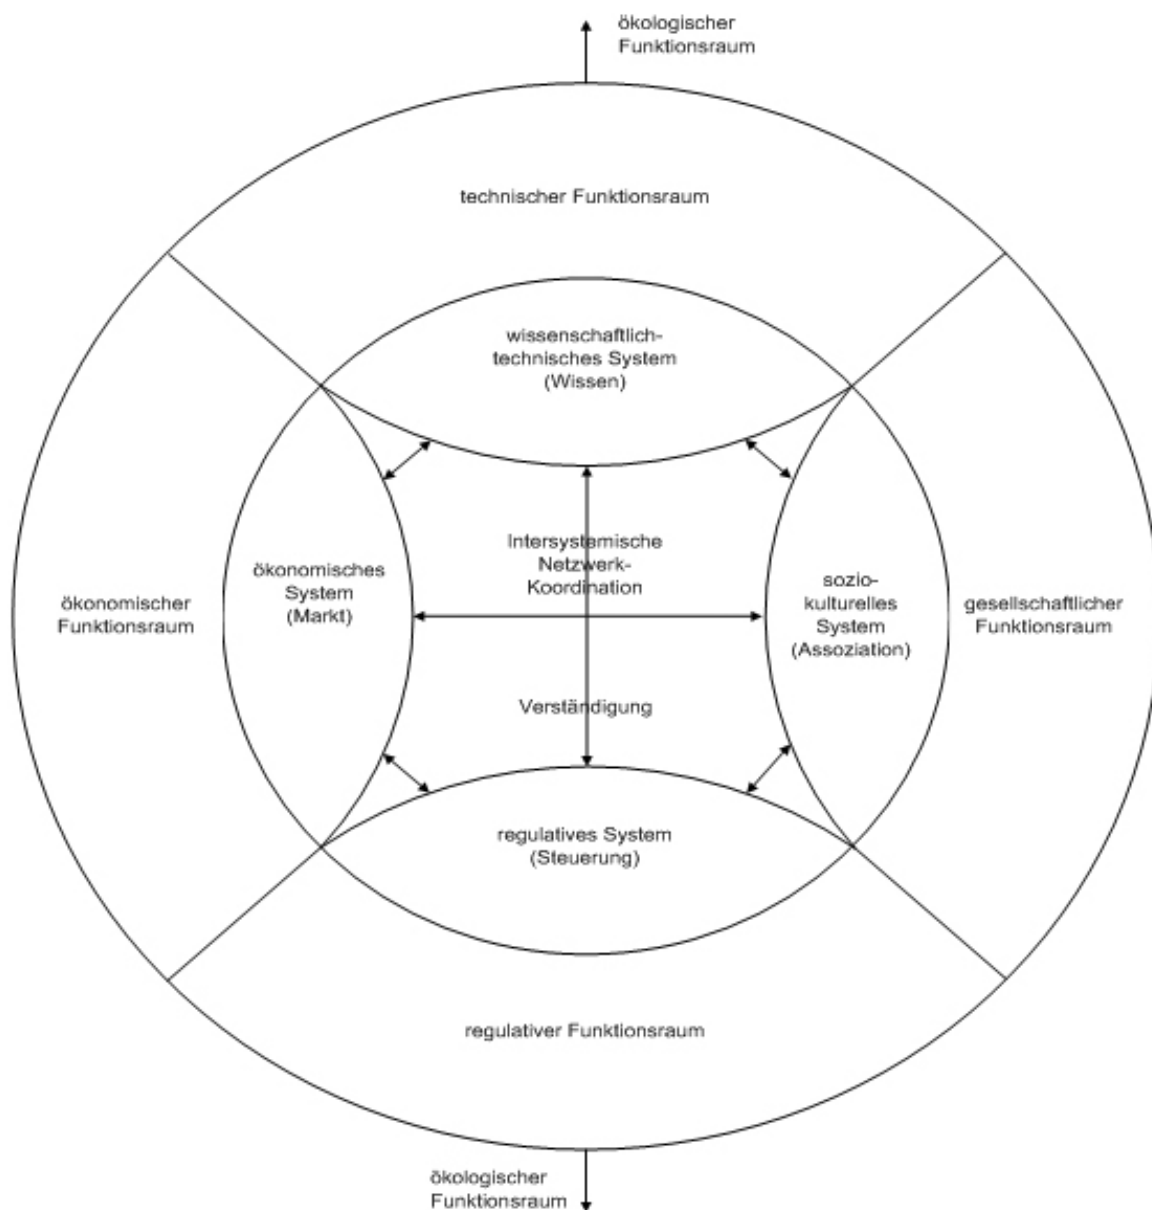 ökologischer
Funktionsraum
technischer Funktionsraum
wissenschaftlich-
technisches System
(Wissen)
Intersystemische
Netzwerk-
Koordination
ökonomisches
System
(Markt)
ökonomischer
Funktionsraum
sozio-
kulturelles
System
(Assoziation)
gesellschaftlicher
Funktionsraum
Verständigung
regulatives System
(Steuerung)
regulativer Funktionsraum
ökologischer
Funktionsraum